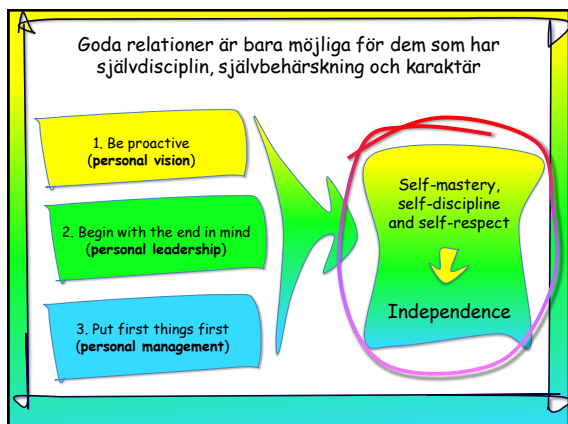 Goda relationer är bara möjliga för dem som har
självdisciplin, självbehärskning och karaktär
1. Be proactive
(personal vision)
2. Begin with the end in mind
(personal leadership)
3. Put first things first
(personal management)
Self-mastery,
self-discipline
and self-respect
Independence